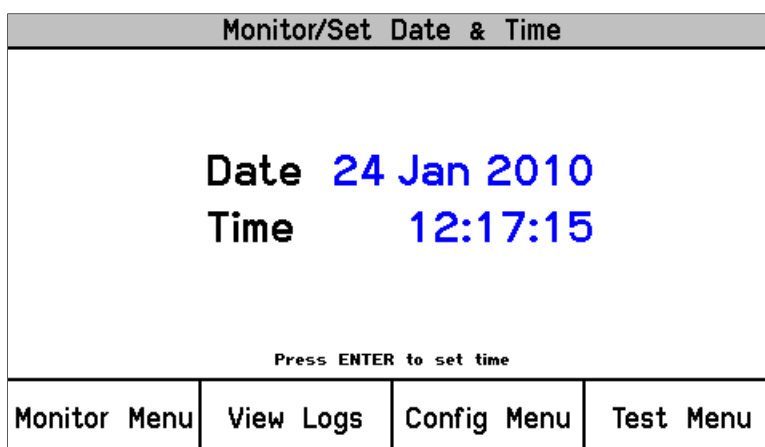 Monitor/Set Date & Time
Date 24 Jan 2010
Time 12:17:15
Press ENTER to set time
Monitor Menu View Logs Config Menu Test Menu